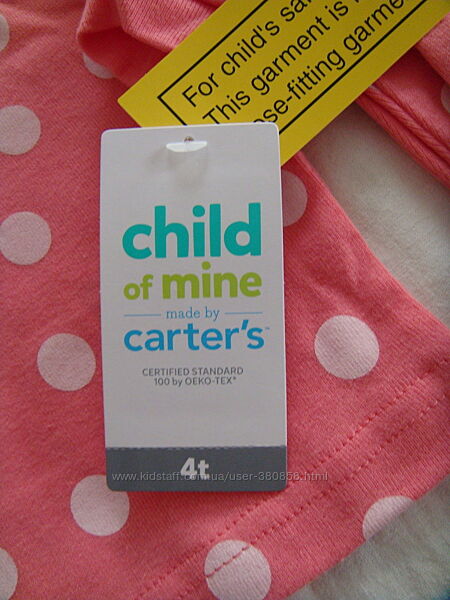 For child's
This garment is
se-fitting garme
child
of mine
made by
carter's™
CERTIFIED STANDARD
100 by OEKO-TEX®
4t
www.kidstaff.com.ua/user-380858.html